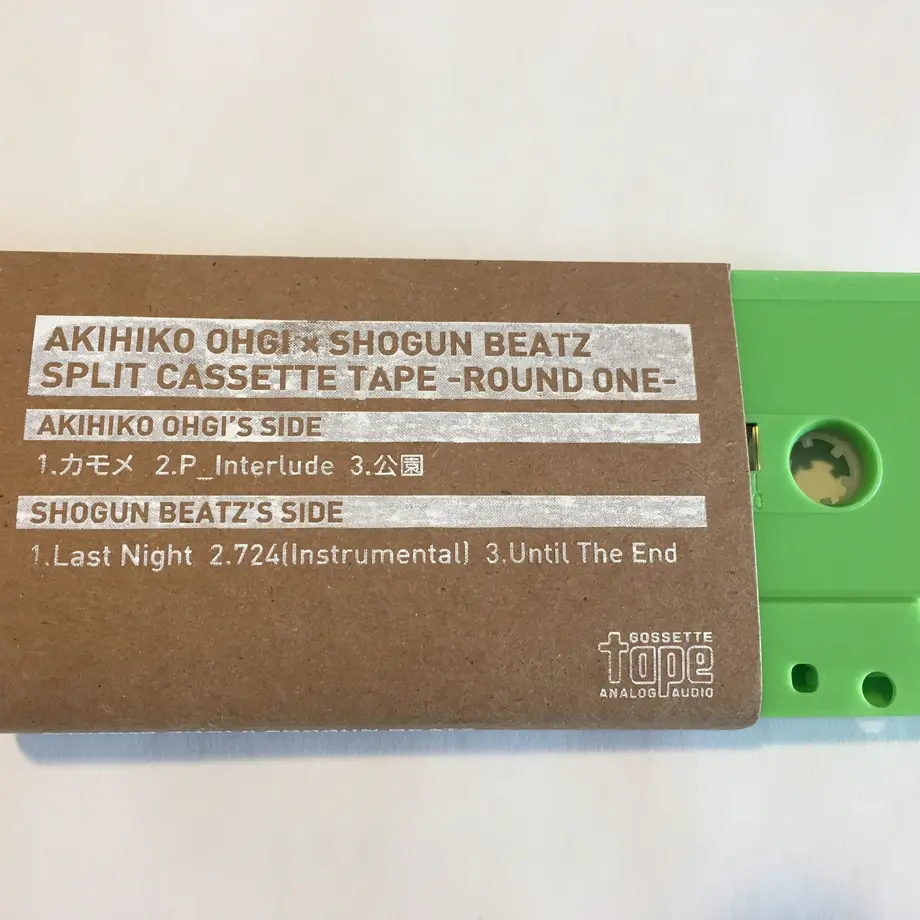 AKIHIKO OHGI × SHOGUN BEATZ
SPLIT CASSETTE TAPE -ROUND ONE-
AKIHIKO OHGI'S SIDE
1.カモメ 2.P_Interlude 3.公園
SHOGUN BEATZ'S SIDE
1.Last Night 2.724(Instrumental) 3.Until The End
GOSSETTE
tape
ANALOG AUDIO